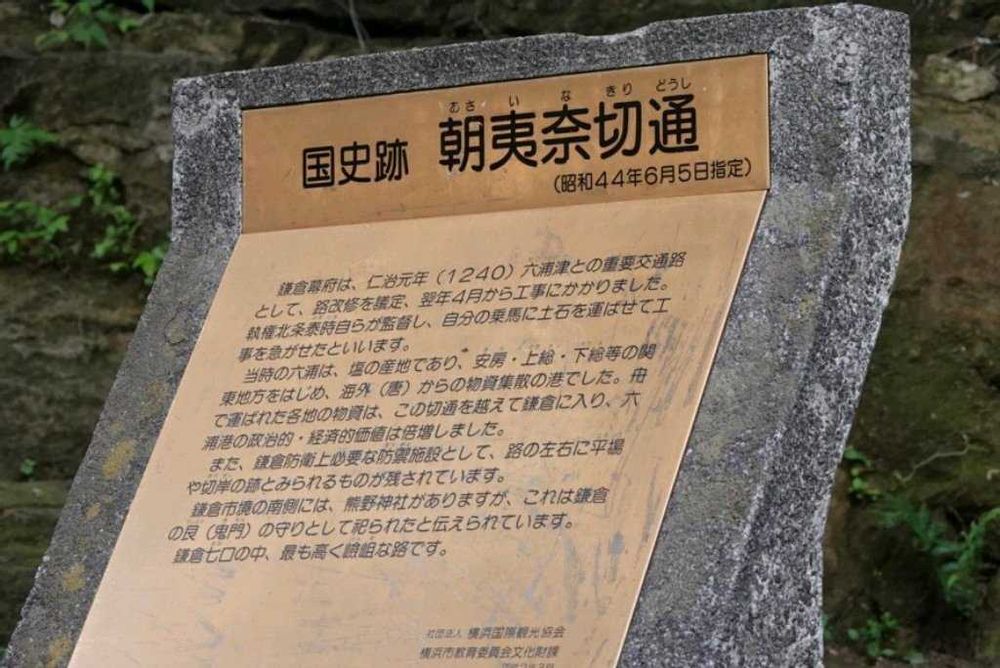 むさ い な きり どうし
国史跡 朝夷奈切通
(昭和44年6月5日指定)
鎌倉幕府は、仁治元年(1240)六浦津との重要交通路
として、路改修を議定、翌年4月から工事にかかりました。
執権北条泰時自らが監督し、自分の乗馬に土石を運ばせて工
事を急がせたといいます。
当時の六浦は、塩の産地であり、安房・上総・下総等の関
東地方をはじめ、海外(唐)からの物資集散の港でした。舟
で運ばれた各地の物資は、この切通を越えて鎌倉に入り、六
浦港の政治的・経済的価値は倍増しました。
また、鎌倉防衛上必要な防禦施設として、路の左右に平場
や切岸の跡とみられるものが残されています。
鎌倉市境の南側には、熊野神社がありますが、これは鎌倉
の艮(鬼門)の守りとして祀られたと伝えられています。
鎌倉七口の中、最も高く嶮岨な路です。
社団法人 横浜国際観光協会
横浜市教育委員会文化財課